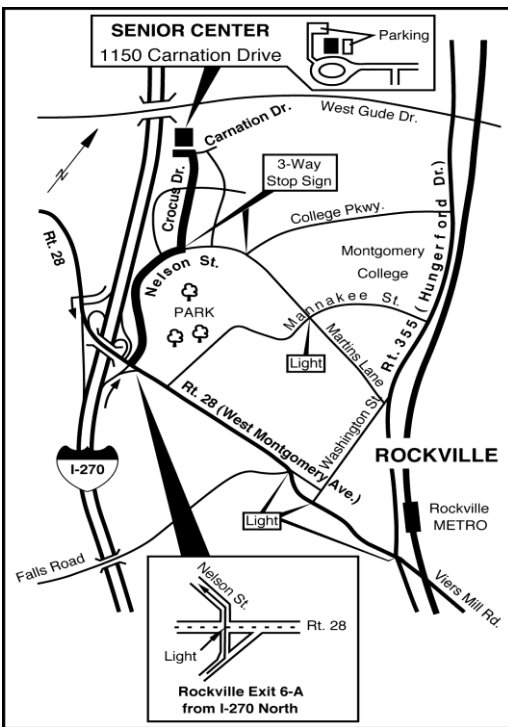 SENIOR CENTER
1150 Carnation Drive
Parking
West Gude Dr.
Carnation Dr.
N
3-Way
Stop Sign
Crocus Dr.
College Pkwy.
Rt. 28
Nelson St.
Montgomery
College
Rt. 355 (Hungerford Dr.)
PARK
Mannakee St.
Light
Martins Lane
Rt. 28 (West Montgomery Ave.)
Washington St.
ROCKVILLE
I-270
Rockville
METRO
Light
Falls Road
Viers Mill Rd.
Nelson St.
Rt. 28
Light
Rockville Exit 6-A
from I-270 North